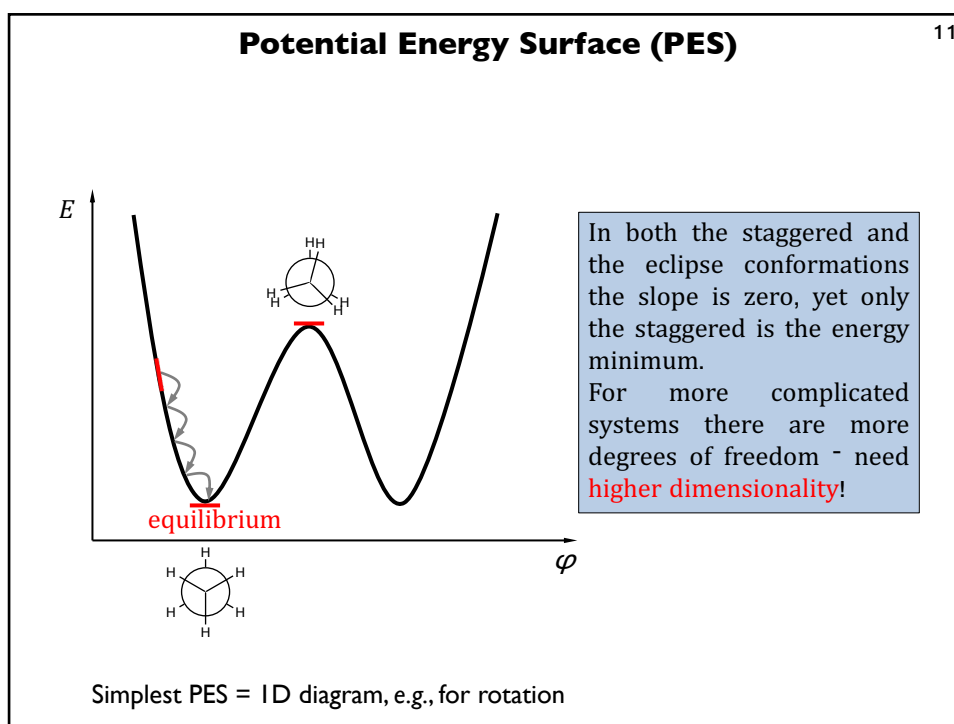 Potential Energy Surface (PES)
11
E
HH
H H
H H
In both the staggered and
the eclipse conformations
the slope is zero, yet only
the staggered is the energy
minimum.
For more complicated
systems there are more
degrees of freedom - need
higher dimensionality!
equilibrium
φ
H
H H
H H
H
Simplest PES = 1D diagram, e.g., for rotation